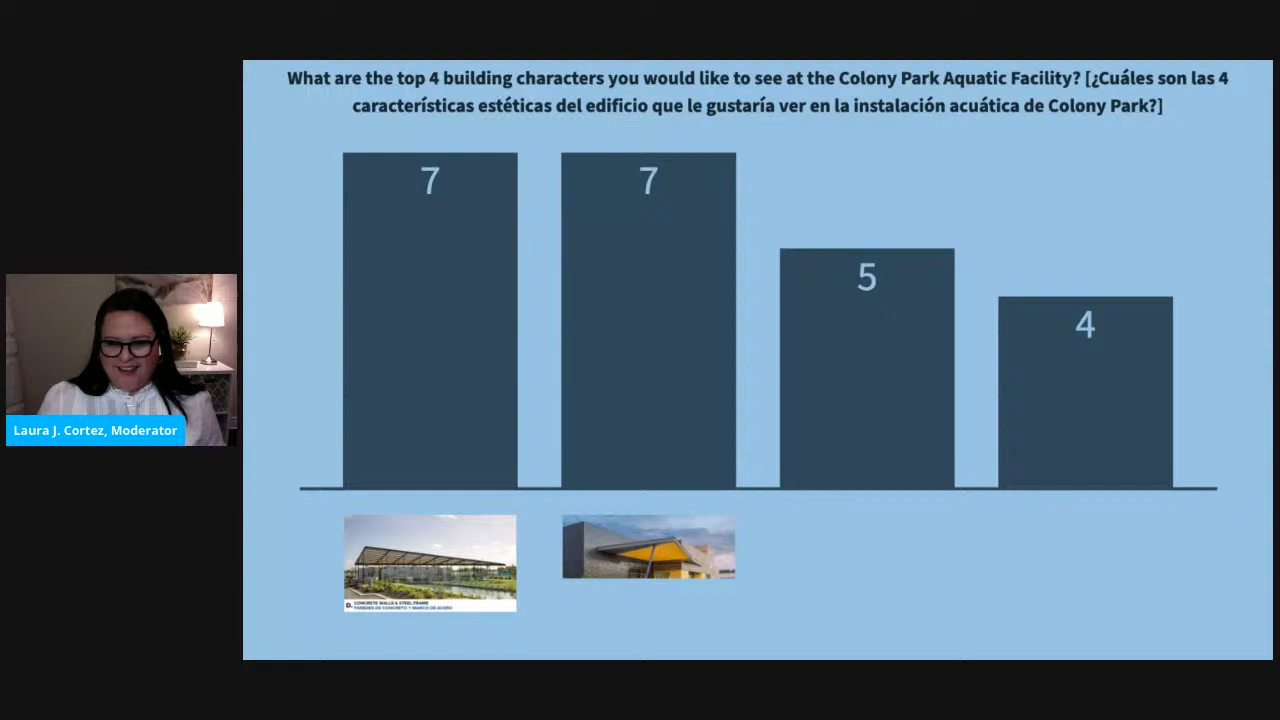 What are the top 4 building characters you would like to see at the Colony Park Aquatic Facility? [¿Cuáles son las 4
características estéticas del edificio que le gustaría ver en la instalación acuática de Colony Park?]
7
7
5
4
Laura J. Cortez, Moderator
D. CONCRETE WALLS & STEEL FRAME
PAREDES DE CONCRETO Y MARCO DE ACERO